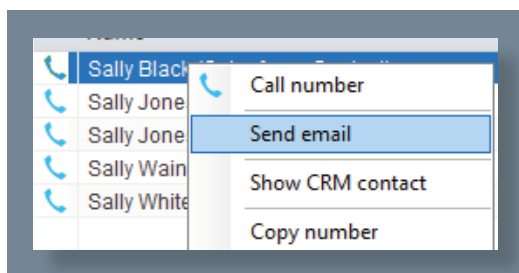 Name
Sally Black
Sally Jone
Sally Jone
Sally Wain
Sally White
Call number
Send email
Show CRM contact
Copy number